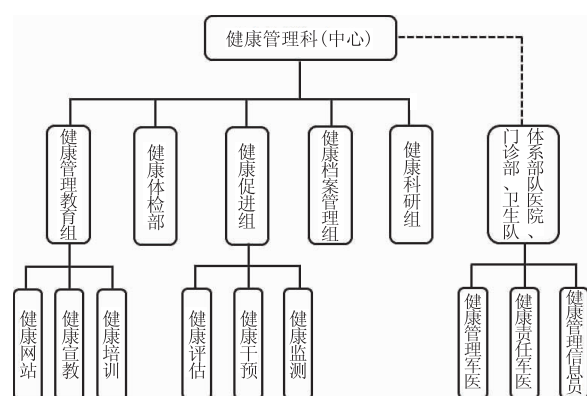 健康管理科(中心)
健康管理教育组
健康体检部
健康促进组
健康档案管理组
健康科研组
体系部队医院、
门诊部、卫生队
健康网站
健康宣教
健康培训
健康评估
健康干预
健康监测
健康管理军医
健康责任军医
健康管理信息员